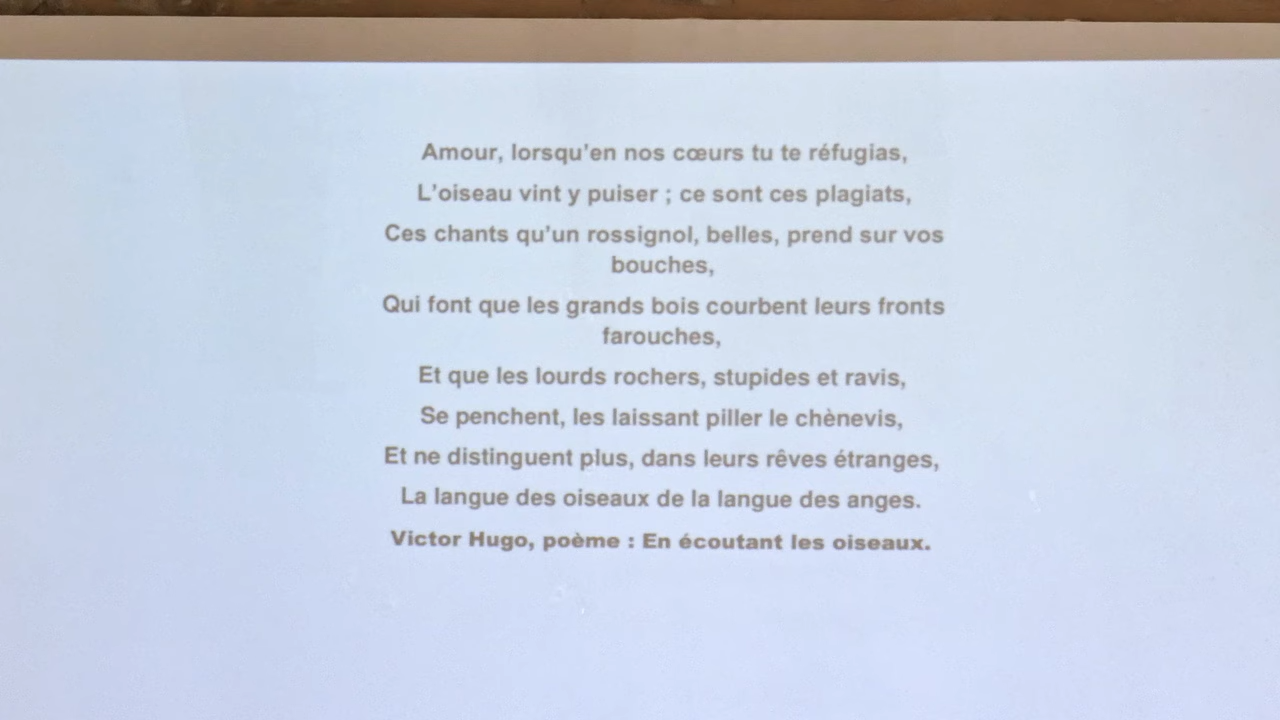 Amour, lorsqu'en nos cœurs tu te réfugias,
L'oiseau vint y puiser ; ce sont ces plagiats,
Ces chants qu'un rossignol, belles, prend sur vos
bouches,
Qui font que les grands bois courbent leurs fronts
farouches,
Et que les lourds rochers, stupides et ravis,
Se penchent, les laissant piller le chènevis,
Et ne distinguent plus, dans leurs rêves étranges,
La langue des oiseaux de la langue des anges.
Victor Hugo, poème : En écoutant les oiseaux.